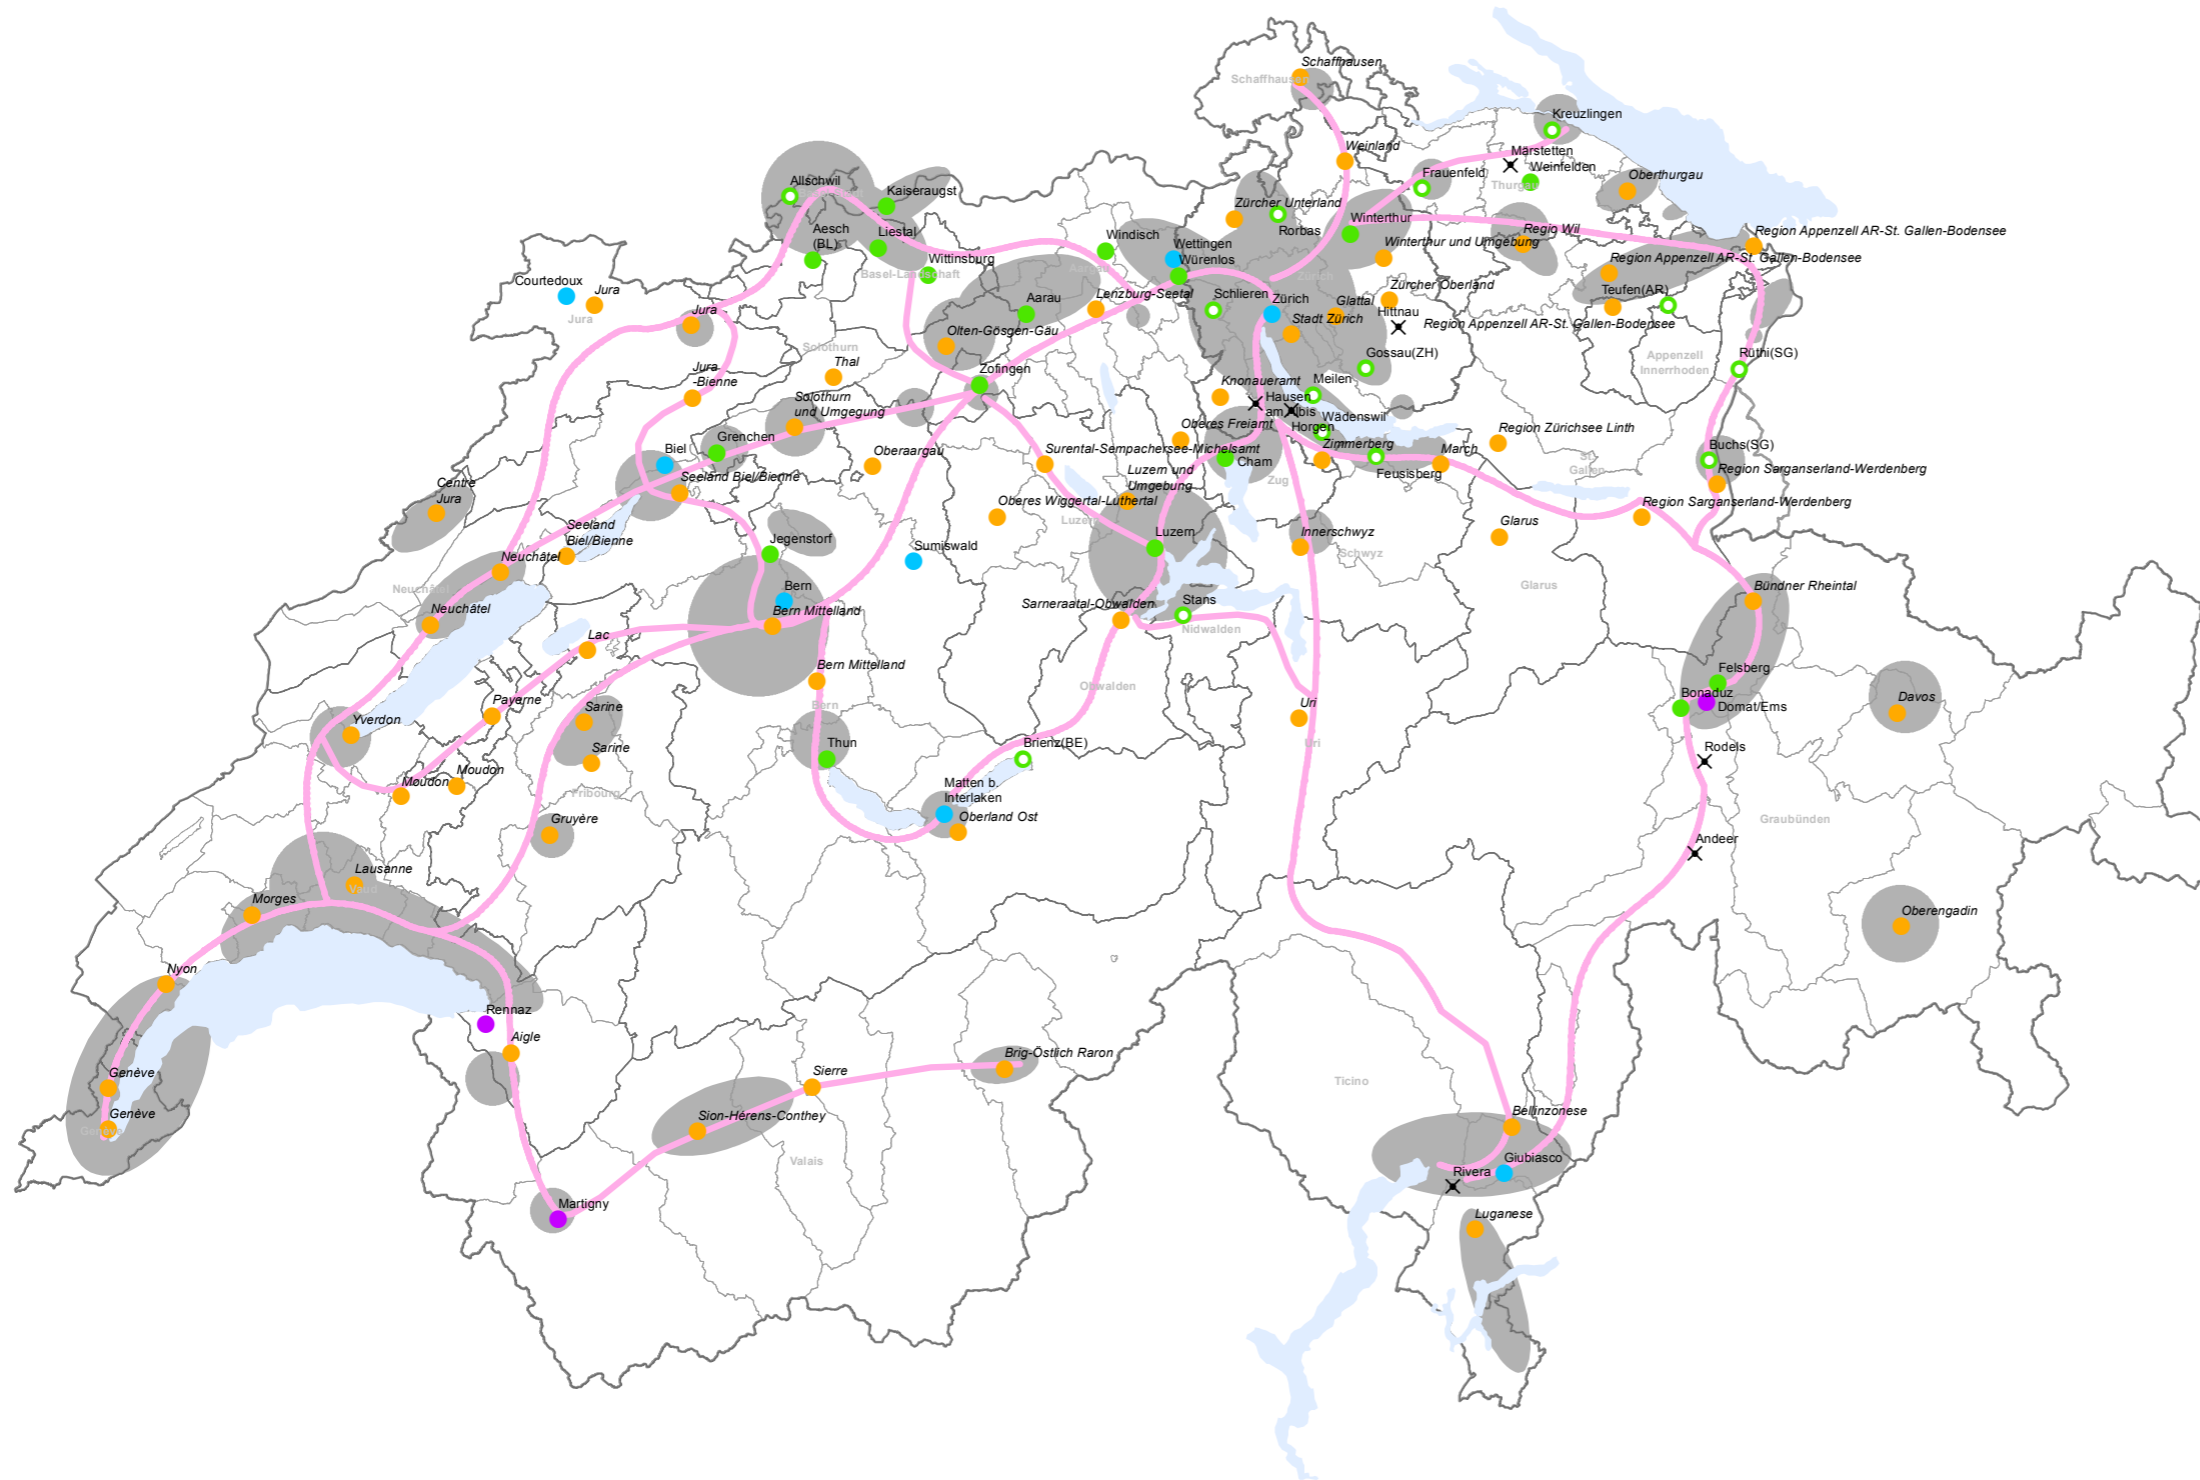 Schaffhausen
Schaffhausen
Kreuzlingen
Weinland
Märstetten
Weinfelden
Frauenfeld
Thurgau
Oberthurgau
Allschwil
Kaiseraugst
Zürcher Unterland
Rorbas
Winterthur
Aesch
(BL)
Liestal
Windisch
Wettingen
Würenlos
Winterthur und Umgebung
Regio Wil
Region Appenzell AR-St. Gallen-Bodensee
Region Appenzell AR-St. Gallen-Bodensee
Wittinsburg
Basel-Landschaft
Aargau
Zürich
Courtedoux
Jura
Jura
Jura
Aarau
Lenzburg-Seetal
Schlieren
Zürich
Glattal
Stadt Zürich
Zürcher Oberland
Hittnau
Teufen(AR)
Region Appenzell AR-St. Gallen-Bodensee
Olten-Gösgen-Gäu
Solothurn
Thal
Zofingen
Gossau(ZH)
Appenzell
Innerrhoden
Rüthi(SG)
Jura
-Bienne
Knonaueramt
Meilen
Hausen
am Albis
Solothurn
und Umgegung
Oberes Freiamt
Horgen
Wädenswil
Region Zürichsee Linth
Grenchen
Biel
Oberaargau
Surental-Sempachersee-Michelsamt
Cham
Zimmerberg
March
Feusisberg
St.
Gallen
Buchs(SG)
Region Sarganserland-Werdenberg
Seeland Biel/Bienne
Luzern und
Umgebung
Zug
Centre
Jura
Oberes Wiggertal-Luthertal
Luzern
Region Sarganserland-Werdenberg
Seeland
Biel/Bienne
Jegenstorf
Sumiswald
Luzern
Innerschwyz
Schwyz
Glarus
Glarus
Neuchâtel
Neuchâtel
Neuchâtel
Bern
Bern Mittelland
Sarneraatal-Obwalden
Stans
Nidwalden
Bündner Rheintal
Lac
Bern Mittelland
Obwalden
Felsberg
Bonaduz
Domat/Ems
Davos
Payerne
Sarine
Bern
Uri
Uri
Yverdon
Sarine
Thun
Brienz(BE)
Rodels
Moudon
Moudon
Fribourg
Matten b.
Interlaken
Oberland Ost
Gruyère
Graubünden
Andeer
Lausanne
Vaud
Morges
Oberengadin
Nyon
Rennaz
Aigle
Genève
Genève
Genève
Sierre
Brig-Östlich Raron
Sion-Hérens-Conthey
Valais
Martigny
Ticino
Bellinzonese
Rivera
Giubiasco
Luganese